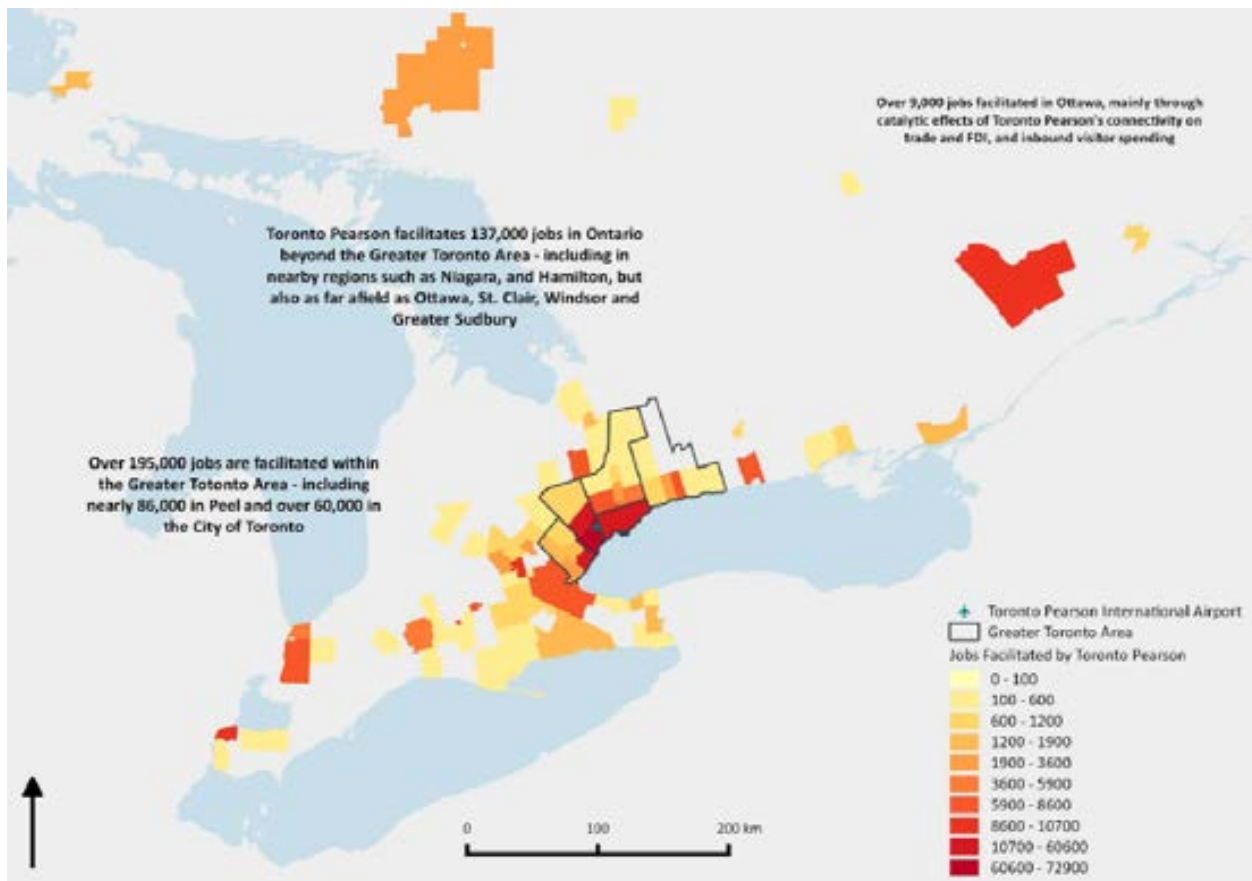 Over 9,000 jobs facilitated in Ottawa, mainly through
catalytic effects of Toronto Pearson's connectivity on
trade and FDI, and inbound visitor spending
Toronto Pearson facilitates 137,000 jobs in Ontario
beyond the Greater Toronto Area - including in
nearby regions such as Niagara, and Hamilton, but
also as far afield as Ottawa, St. Clair, Windsor and
Greater Sudbury
Over 195,000 jobs are facilitated within
the Greater Totonto Area - including
nearly 86,000 in Peel and over 60,000 in
the City of Toronto
Toronto Pearson International Airport
Greater Toronto Area
Jobs Facilitated by Toronto Pearson
0 - 100
100 - 600
600 - 1200
1200 - 1900
1900 - 3600
3600 - 5900
5900 - 8600
8600 - 10700
10700 - 60600
60600 - 72900
0 100 200 km